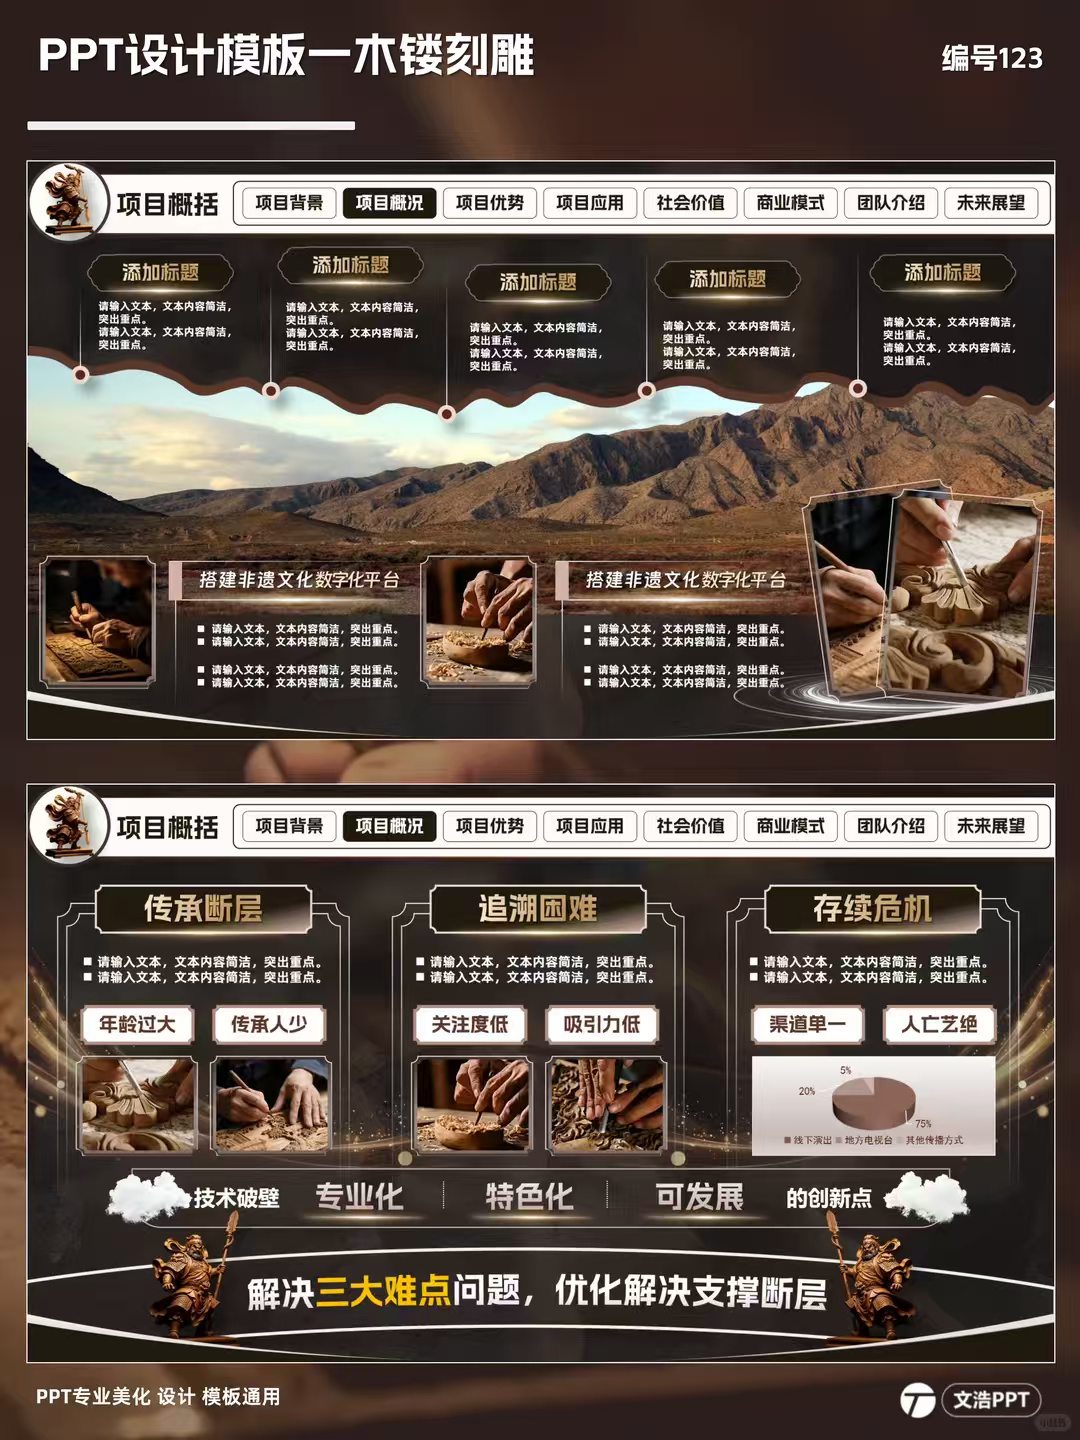 PPT设计模板一木镂刻雕
编号123
项目概括
项目背景
项目概况
项目优势
项目应用
社会价值
商业模式
团队介绍
未来展望
添加标题
请输入文本，文本内容简洁，
突出重点。
请输入文本，文本内容简洁，
突出重点。
添加标题
请输入文本，文本内容简洁，
突出重点。
请输入文本，文本内容简洁，
突出重点。
添加标题
请输入文本，文本内容简洁，
突出重点。
请输入文本，文本内容简洁，
突出重点。
添加标题
请输入文本，文本内容简洁，
突出重点。
请输入文本，文本内容简洁，
突出重点。
添加标题
请输入文本，文本内容简洁，
突出重点。
请输入文本，文本内容简洁，
突出重点。
搭建非遗文化数字化平台
■ 请输入文本，文本内容简洁，突出重点。
■ 请输入文本，文本内容简洁，突出重点。
■ 请输入文本，文本内容简洁，突出重点。
■ 请输入文本，文本内容简洁，突出重点。
搭建非遗文化数字化平台
■ 请输入文本，文本内容简洁，突出重点。
■ 请输入文本，文本内容简洁，突出重点。
■ 请输入文本，文本内容简洁，突出重点。
■ 请输入文本，文本内容简洁，突出重点。
项目概括
项目背景
项目概况
项目优势
项目应用
社会价值
商业模式
团队介绍
未来展望
传承断层
■ 请输入文本，文本内容简洁，突出重点。
■ 请输入文本，文本内容简洁，突出重点。
年龄过大
传承人少
追溯困难
■ 请输入文本，文本内容简洁，突出重点。
■ 请输入文本，文本内容简洁，突出重点。
关注度低
吸引力低
存续危机
■ 请输入文本，文本内容简洁，突出重点。
■ 请输入文本，文本内容简洁，突出重点。
渠道单一
人亡艺绝
5%
20%
75%
■ 线下演出 ■ 地方电视台 ■ 其他传播方式
技术破壁 专业化 特色化 可发展 的创新点
解决三大难点问题，优化解决支撑断层
PPT专业美化 设计 模板通用
文浩PPT
小红书